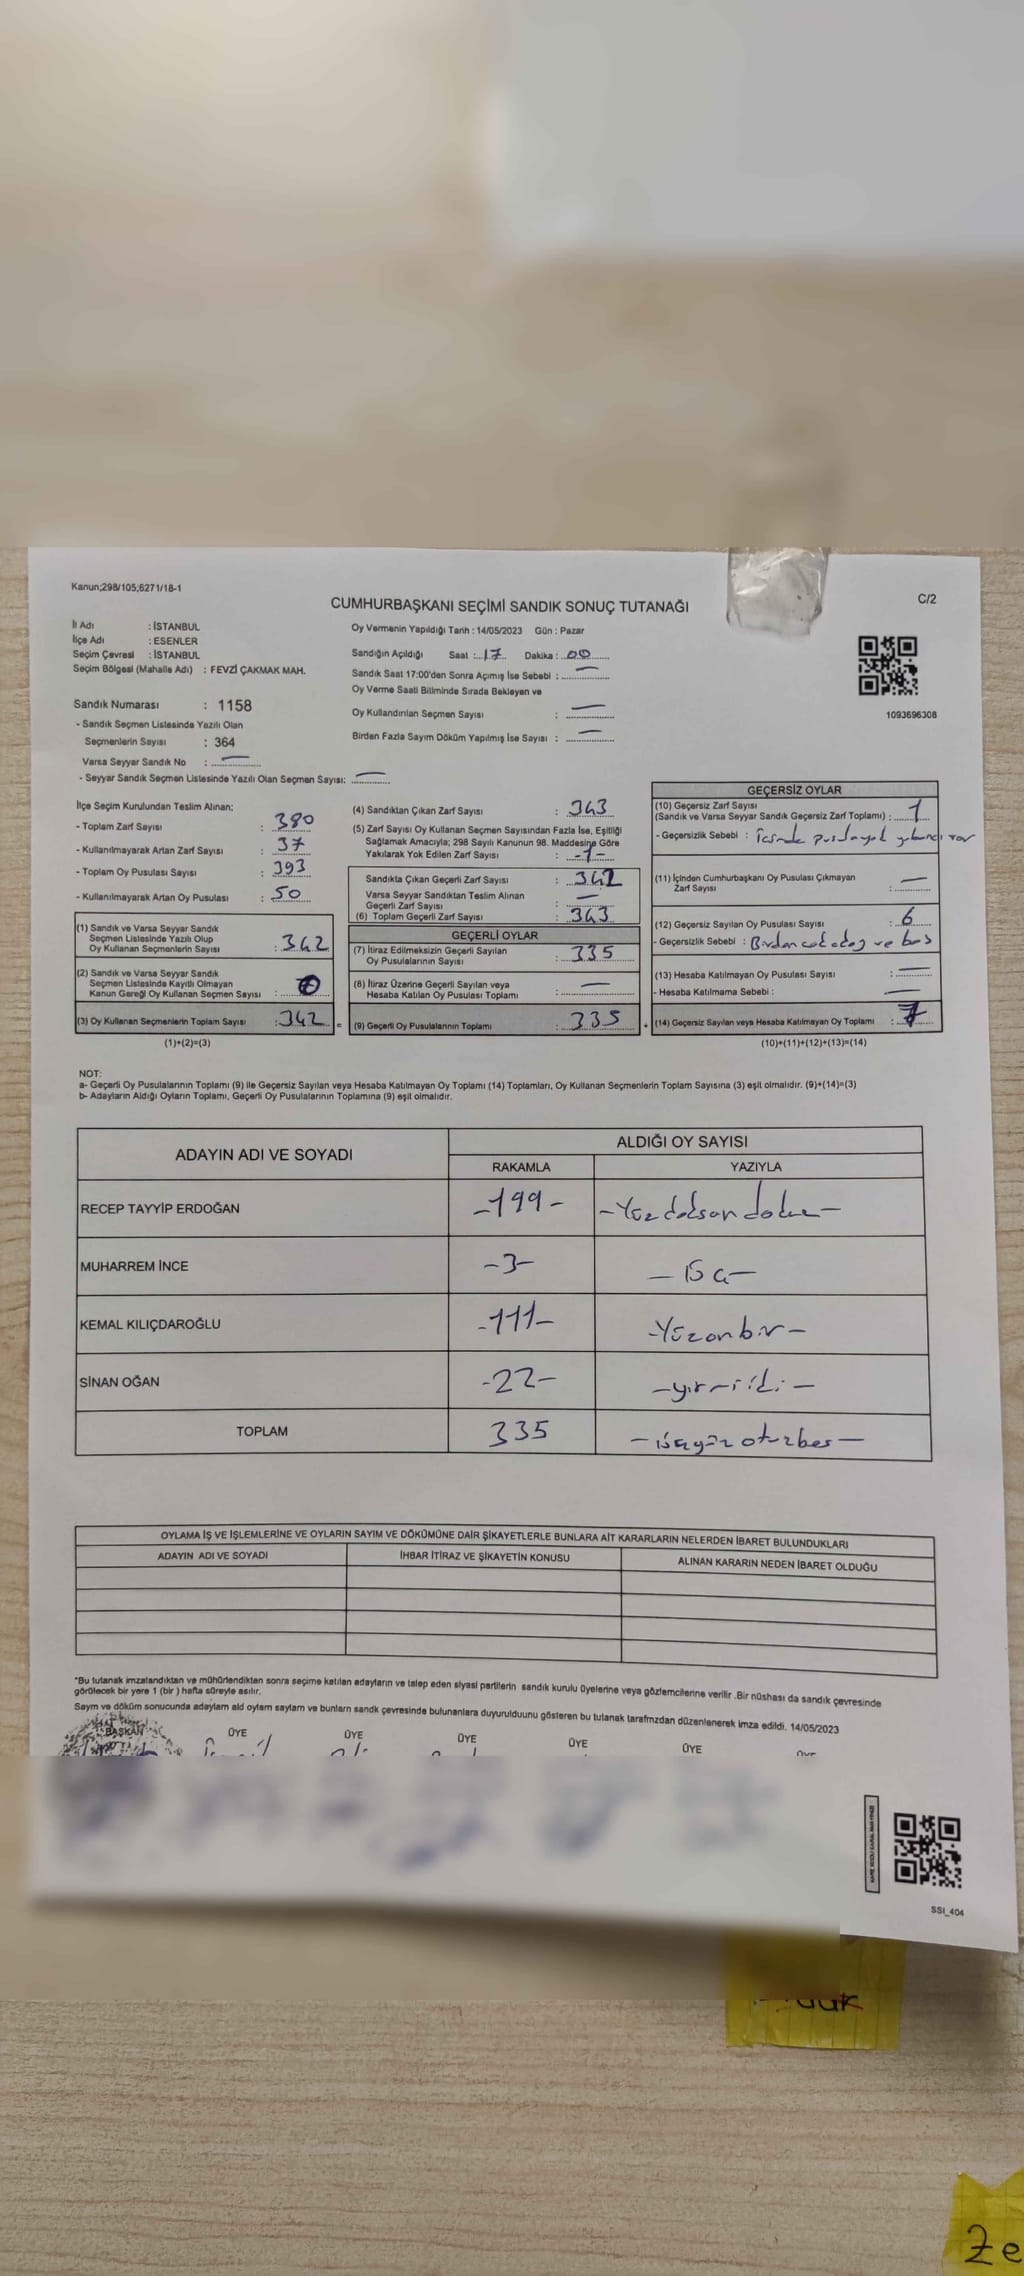 Kanun;298/105;6271/18-1
CUMHURBAŞKANI SEÇİMİ SANDIK SONUÇ TUTANAĞI
C/2
İl Adı : İSTANBUL
İlçe Adı : ESENLER
Seçim Çevresi : İSTANBUL
Seçim Bölgesi (Mahalle Adı) : FEVZİ ÇAKMAK MAH.
Oy Vermenin Yapıldığı Tarih : 14/05/2023 Gün : Pazar
Sandığın Açıldığı Saat : 17 Dakika : 00
Sandık Saat 17:00'den Sonra Açımış İse Sebebi : —
Oy Verme Saati Bitiminde Sırada Bekleyen ve
Oy Kullandırılan Seçmen Sayısı : —
Birden Fazla Sayım Döküm Yapılmış İse Sayısı : —
1093696308
Sandık Numarası : 1158
- Sandık Seçmen Listesinde Yazılı Olan
Seçmenlerin Sayısı : 364
Varsa Seyyar Sandık No : —
- Seyyar Sandık Seçmen Listesinde Yazılı Olan Seçmen Sayısı: —
İlçe Seçim Kurulundan Teslim Alınan;
- Toplam Zarf Sayısı : 380
- Kullanılmayarak Artan Zarf Sayısı : 37
- Toplam Oy Pusulası Sayısı : 393
- Kullanılmayarak Artan Oy Pusulası : 50
(1) Sandık ve Varsa Seyyar Sandık
Seçmen Listesinde Yazılı Olup
Oy Kullanan Seçmenlerin Sayısı : 342
(2) Sandık ve Varsa Seyyar Sandık
Seçmen Listesinde Kayıtlı Olmayan
Kanun Gereği Oy Kullanan Seçmen Sayısı : 0
(3) Oy Kullanan Seçmenlerin Toplam Sayısı : 342 =
(1)+(2)=(3)
(4) Sandıktan Çıkan Zarf Sayısı : 343
(5) Zarf Sayısı Oy Kullanan Seçmen Sayısından Fazla İse, Eşitliği
Sağlamak Amacıyla; 298 Sayılı Kanunun 98. Maddesine Göre
Yakılarak Yok Edilen Zarf Sayısı : -1-
Sandıkta Çıkan Geçerli Zarf Sayısı : 342
Varsa Seyyar Sandıktan Teslim Alınan
Geçerli Zarf Sayısı : —
(6) Toplam Geçerli Zarf Sayısı : 343
GEÇERLİ OYLAR
(7) İtiraz Edilmeksizin Geçerli Sayılan
Oy Pusulalarının Sayısı : 335
(8) İtiraz Üzerine Geçerli Sayılan veya
Hesaba Katılan Oy Pusulası Toplamı : —
(9) Geçerli Oy Pusulalarının Toplamı : 335 +
GEÇERSİZ OYLAR
(10) Geçersiz Zarf Sayısı
(Sandık ve Varsa Seyyar Sandık Geçersiz Zarf Toplamı) : 1
- Geçersizlik Sebebi : İçinde pusula yok yabancı var
(11) İçinden Cumhurbaşkanı Oy Pusulası Çıkmayan
Zarf Sayısı : —
(12) Geçersiz Sayılan Oy Pusulası Sayısı : 6
- Geçersizlik Sebebi : Birden çok aday ve boş
(13) Hesaba Katılmayan Oy Pusulası Sayısı : —
- Hesaba Katılmama Sebebi : —
(14) Geçersiz Sayılan veya Hesaba Katılmayan Oy Toplamı : 7
(10)+(11)+(12)+(13)=(14)
NOT:
a- Geçerli Oy Pusulalarının Toplamı (9) ile Geçersiz Sayılan veya Hesaba Katılmayan Oy Toplamı (14) Toplamları, Oy Kullanan Seçmenlerin Toplam Sayısına (3) eşit olmalıdır. (9)+(14)=(3)
b- Adayların Aldığı Oyların Toplamı, Geçerli Oy Pusulalarının Toplamına (9) eşit olmalıdır.
ADAYIN ADI VE SOYADI
ALDIĞI OY SAYISI
RAKAMLA YAZIYLA
RECEP TAYYİP ERDOĞAN -199- -Yüzdoksan dokuz-
MUHARREM İNCE -3-
KEMAL KILIÇDAROĞLU -111- -Yüzonbir-
SİNAN OĞAN -22- -yirmiiki-
TOPLAM 335 otuzbeş-
OYLAMA İŞ VE İŞLEMLERİNE VE OYLARIN SAYIM VE DÖKÜMÜNE DAİR ŞİKAYETLERLE BUNLARA AİT KARARLARIN NELERDEN İBARET BULUNDUKLARI
ADAYIN ADI VE SOYADI İHBAR İTİRAZ VE ŞİKAYETİN KONUSU ALINAN KARARIN NEDEN İBARET OLDUĞU
*Bu tutanak imzalandıktan ve mühürlendikten sonra seçime katılan adayların ve talep eden siyasi partilerin sandık kurulu üyelerine veya gözlemcilerine verilir .Bir nüshası da sandık çevresinde
görülecek bir yere 1 (bir ) hafta süreyle asılır.
Sayım ve döküm sonucunda adaylam ald oylam saylam ve bunların sandk çevresinde bulunanlara duyurulduunu gösteren bu tutanak tarafmzdan düzenlenerek imza edildi. 14/05/2023
BAŞKAN ÜYE ÜYE ÜYE ÜYE ÜYE
SSI_404
Ze